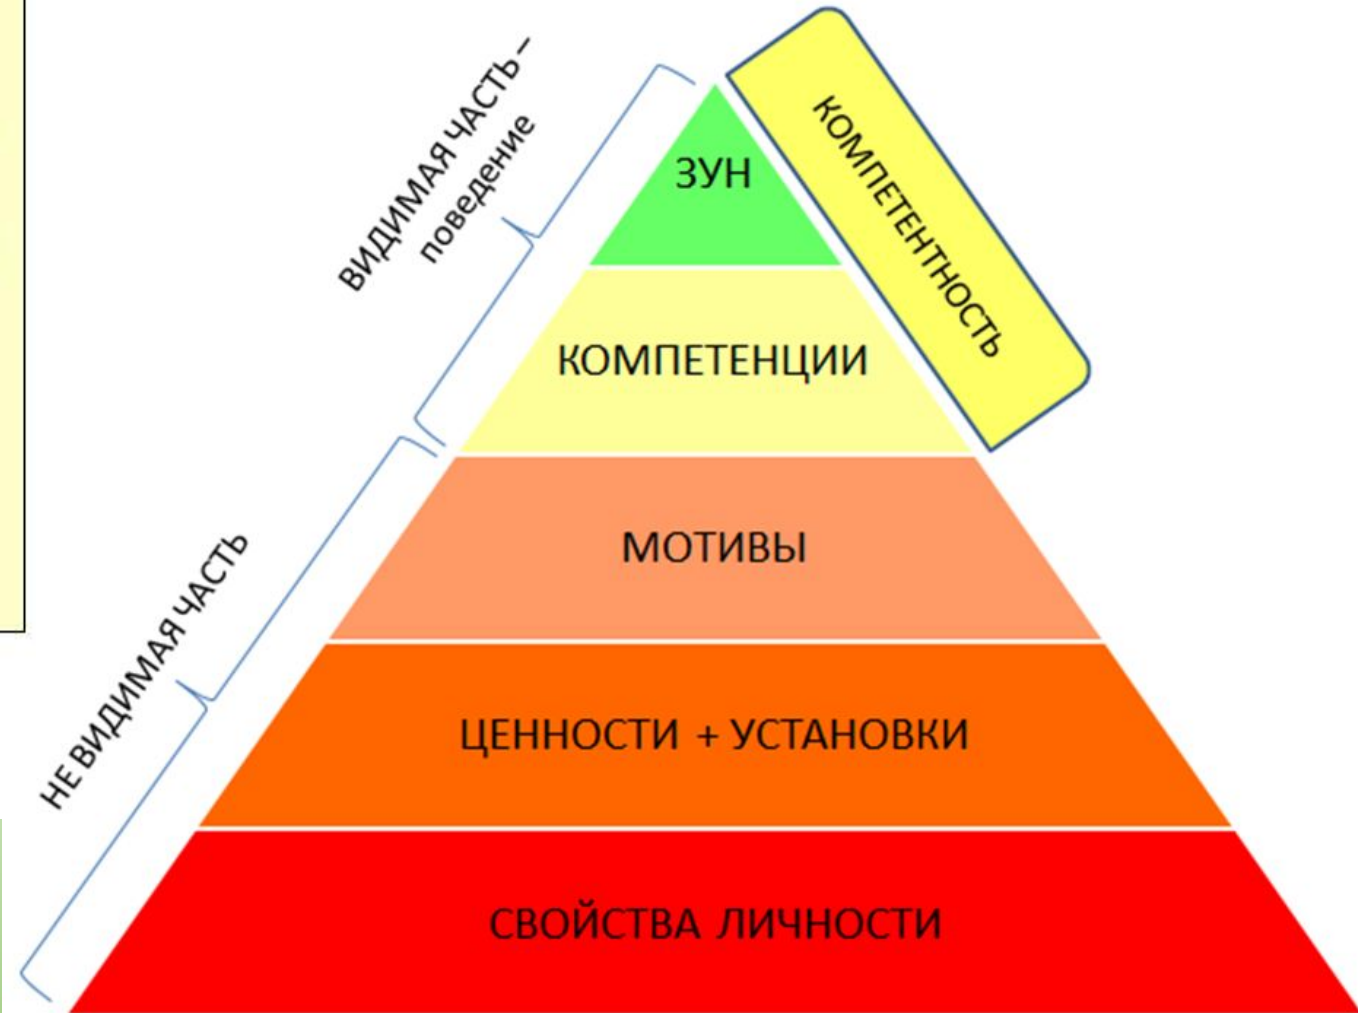 ВИДИМАЯ ЧАСТЬ –
поведение
КОМПЕТЕНТНОСТЬ
ЗУН
КОМПЕТЕНЦИИ
НЕ ВИДИМАЯ ЧАСТЬ
МОТИВЫ
ЦЕННОСТИ + УСТАНОВКИ
СВОЙСТВА ЛИЧНОСТИ